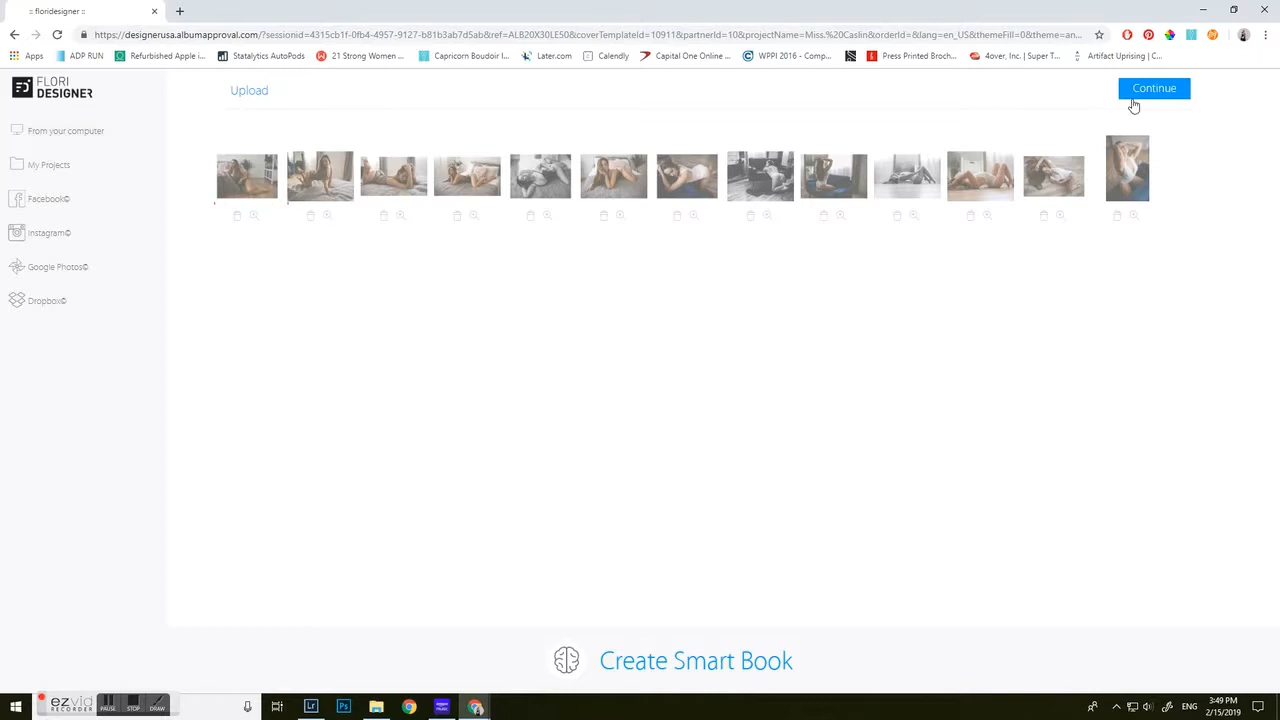 :: floridesigner ::
https://designerusa.albumapproval.com/?sessionid=4315cb1f-0fb4-4957-9127-b81b3ab7d5ab&ref=ALB20X30LE50&coverTemplateId=10911&partnerId=10&projectName=Miss.%20Caslin&orderId=&lang=en_US&themeFill=0&theme=an...
Apps ADP RUN Refurbished Apple i... Statalytics AutoPods 21 Strong Women ... Capricorn Boudoir I... Later.com Calendly Capital One Online ... WPPI 2016 - Comp... Press Printed Broch... 4over, Inc. | Super T... Artifact Uprising | C...
FLORI
DESIGNER
Upload
Continue
From your computer
My Projects
Facebook©
Instagram©
Google Photos©
Dropbox©
Create Smart Book
ezvid
RECORDER
PAUSE STOP DRAW
Lr Ps
ENG
3:49 PM
2/15/2019